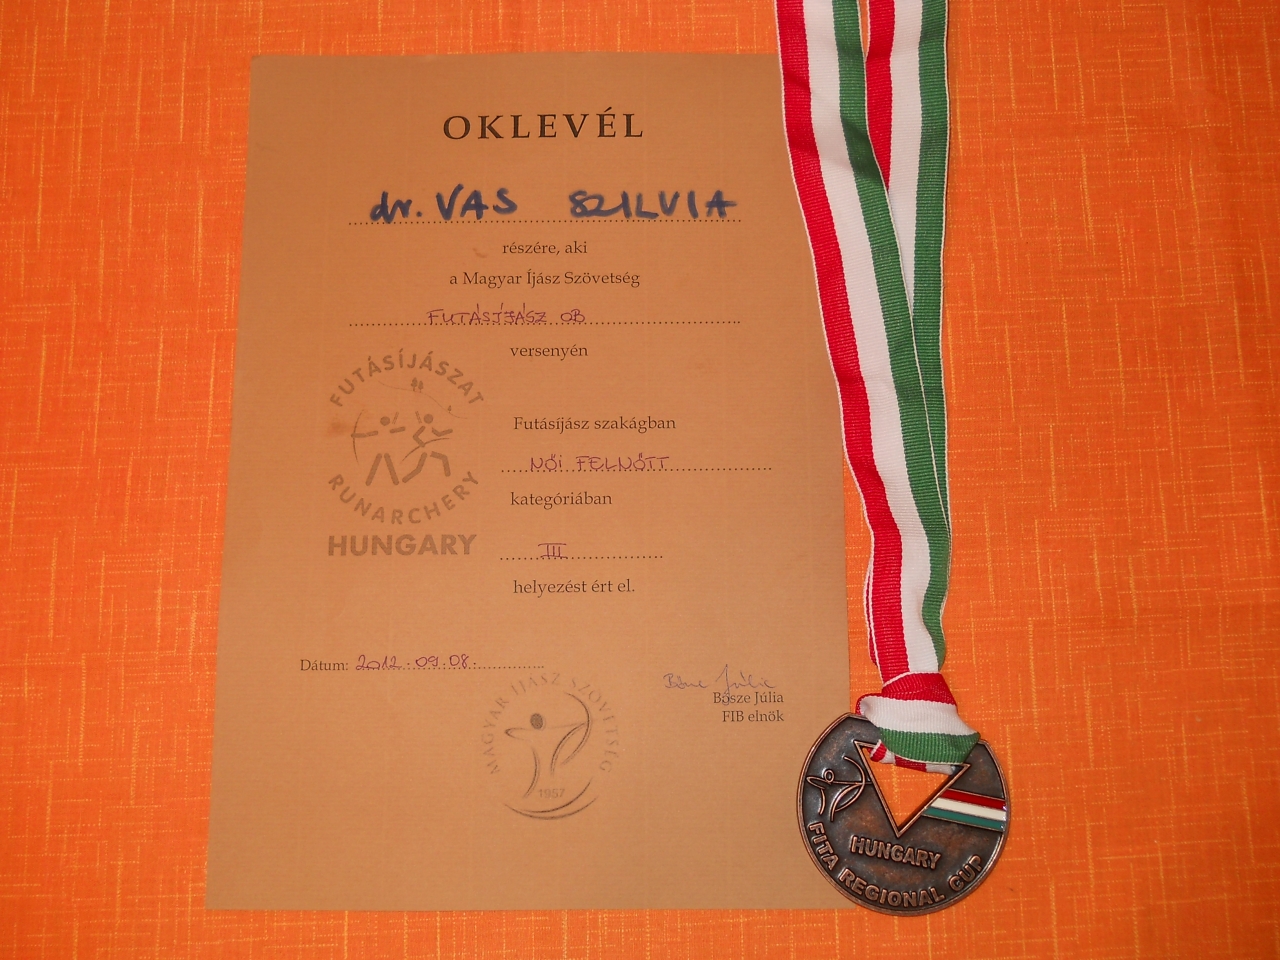 OKLEVÉL
dr. VAS SZILVIA
részére, aki
a Magyar Íjász Szövetség
FUTÁSÍJÁSZ OB
versenyén
FUTÁSÍJÁSZAT
RUNARCHERY
HUNGARY
Futásíjász szakágban
NŐI FELNŐTT
kategóriában
III
helyezést ért el.
Dátum: 2012.09.08.
Bősze Júlia
Bősze Júlia
FIB elnök
MAGYAR ÍJÁSZ SZÖVETSÉG
1957
HUNGARY
FITA REGIONAL CUP